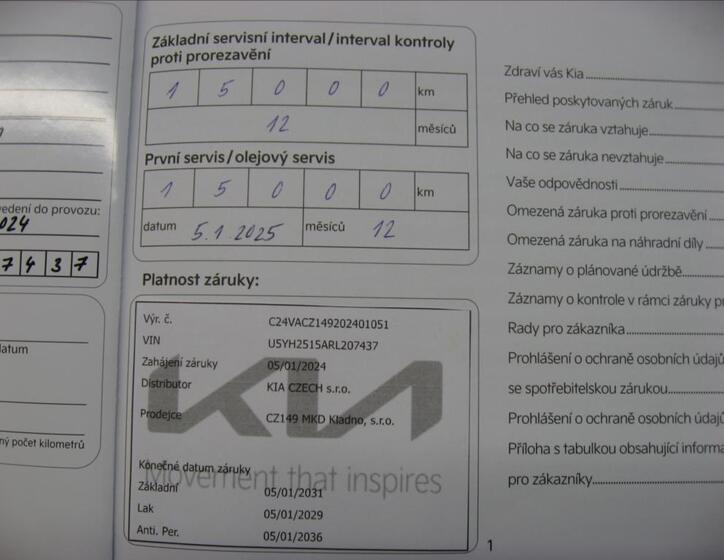 vedení do provozu:
2024
7 4 3 7
datum
ný počet kilometrů
Základní servisní interval/interval kontroly
proti prorezavění
1 5 0 0 0 km
12 měsíců
První servis/olejový servis
1 5 0 0 0 km
datum 5.1.2025 měsíců 12
Platnost záruky:
Výr. č. C24VACZ149202401051
VIN U5YH2515ARL207437
Zahájení záruky 05/01/2024
Distributor KIA CZECH s.r.o.
KIA
Prodejce CZ149 MKD Kladno, s.r.o.
Konečné datum záruky
Movement that inspires
Základní 05/01/2031
Lak 05/01/2029
Anti. Per. 05/01/2036
1
Zdraví vás Kia
Přehled poskytovaných záruk
Na co se záruka vztahuje
Na co se záruka nevztahuje
Vaše odpovědnosti
Omezená záruka proti prorezavění
Omezená záruka na náhradní díly
Záznamy o plánované údržbě
Záznamy o kontrole v rámci záruky p
Rady pro zákazníka
Prohlášení o ochraně osobních údajů
se spotřebitelskou zárukou
Prohlášení o ochraně osobních údajů
Příloha s tabulkou obsahující informa
pro zákazníky